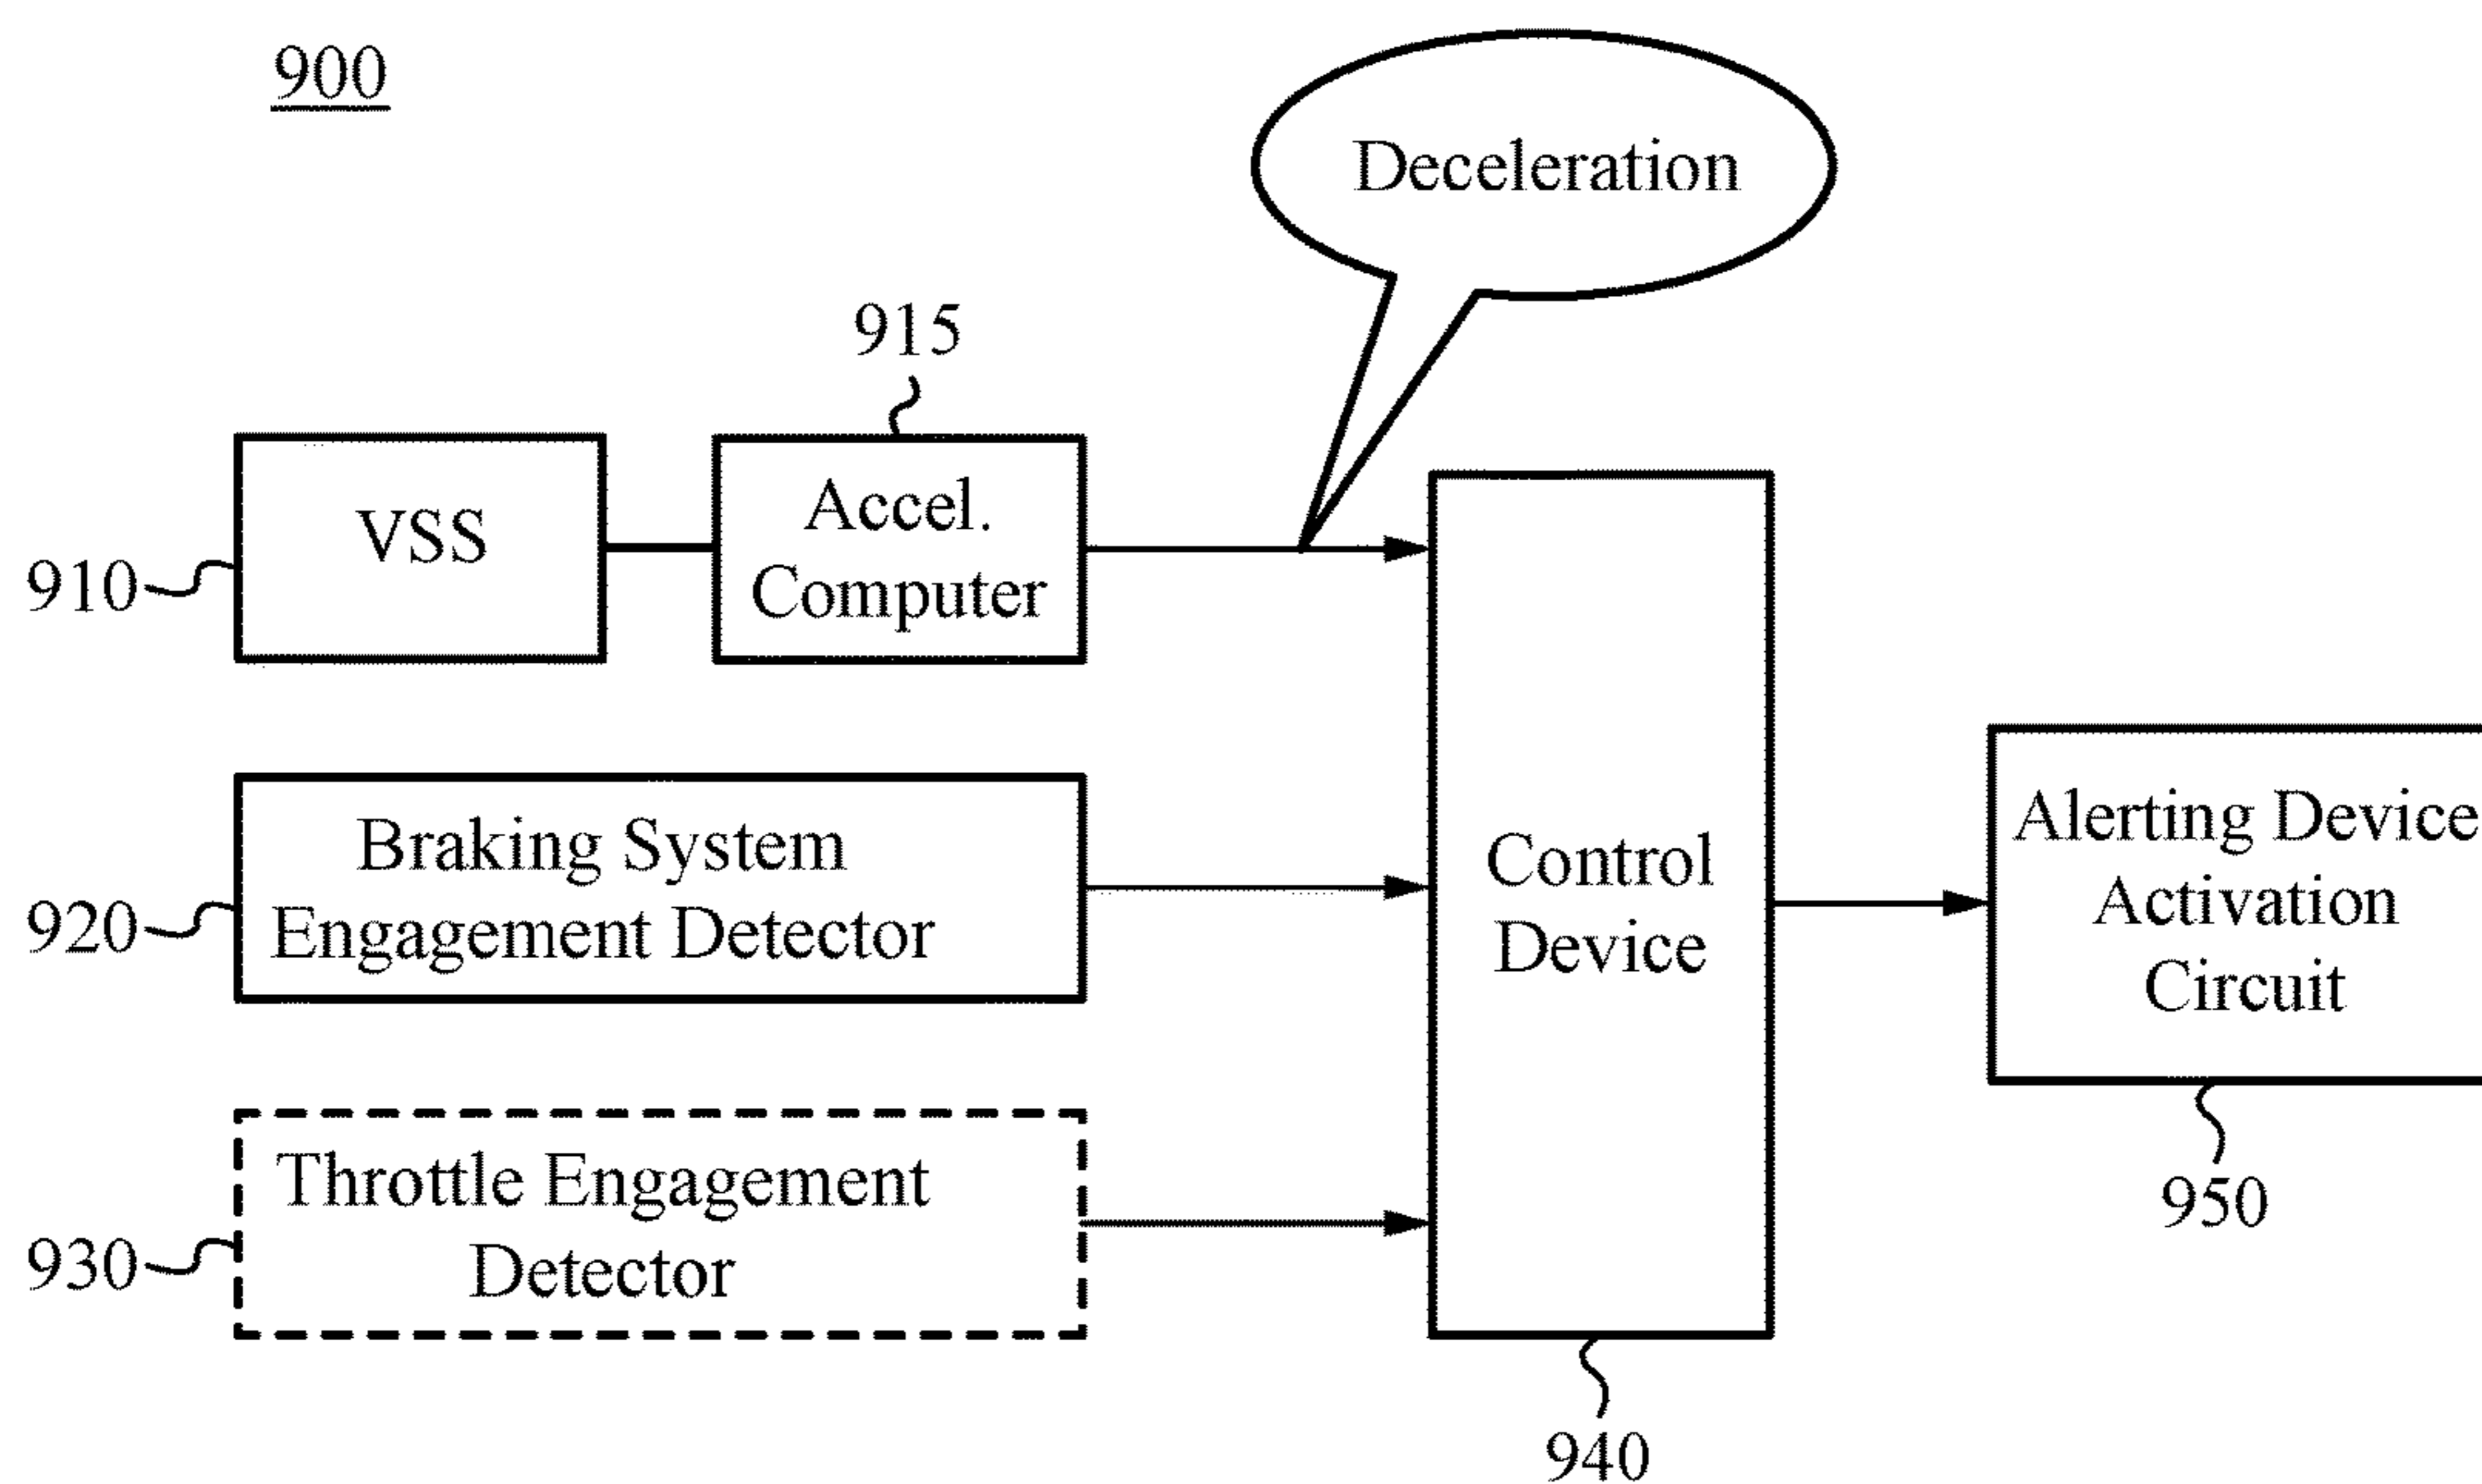 900
Deceleration
915
VSS
Accel.
Computer
910
Braking System
Engagement Detector
920
Control
Device
Alerting Device
Activation
Circuit
Throttle Engagement
Detector
930
950
940